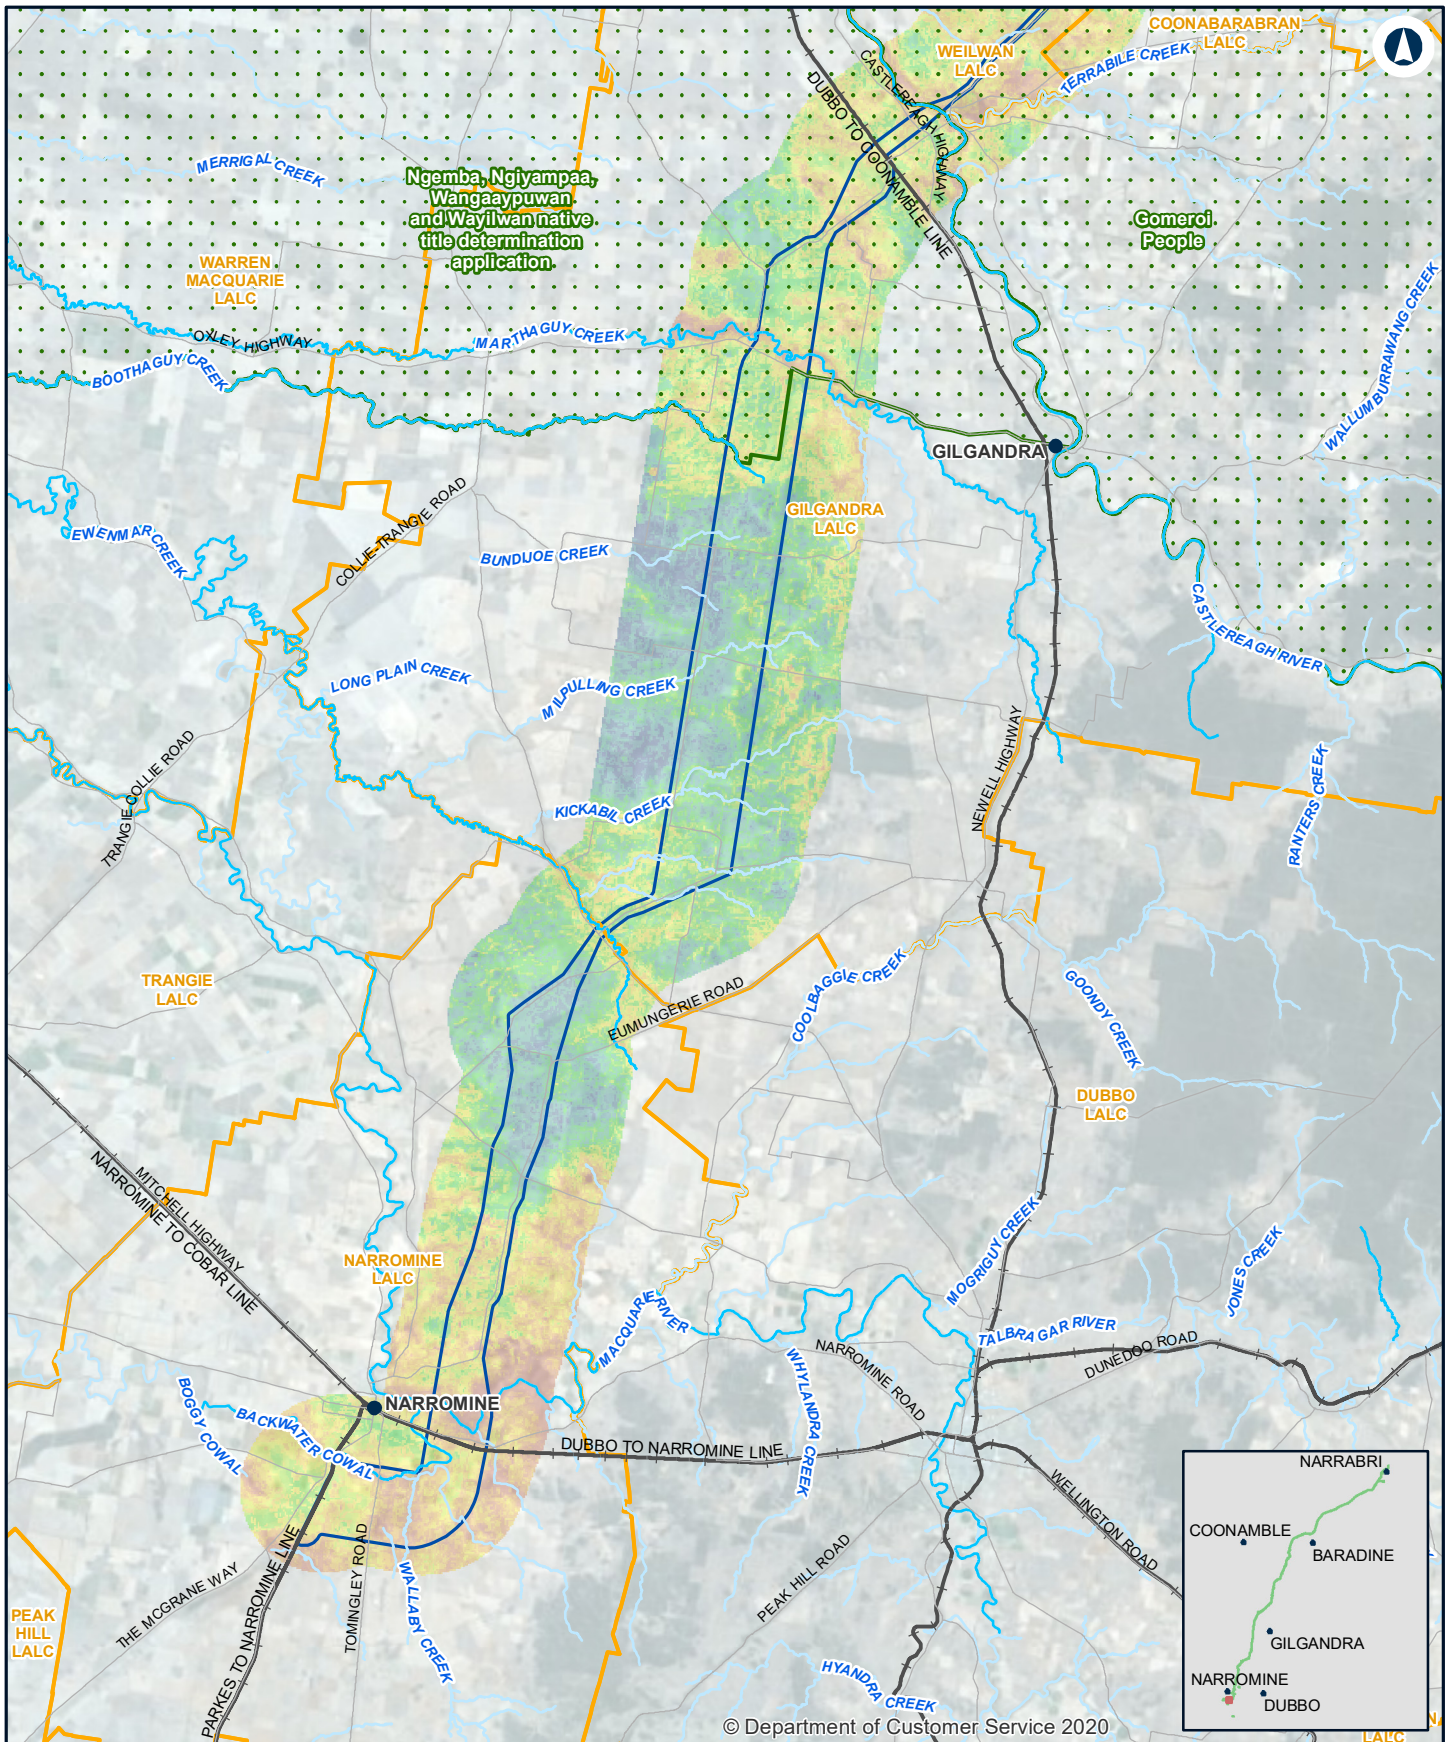 COONABARABRAN
LALC
WEILWAN
LALC
TERRABILE CREEK
CASTLEREAGH HIGHWAY
DUBBO TO COONAMBLE LINE
MERRIGAL CREEK
Ngemba, Ngiyampaa,
Wangaaypuwan
and Wayilwan native
title determination
application
Gomeroi
People
WARREN
MACQUARIE
LALC
OXLEY HIGHWAY
MARTHAGUY CREEK
BOOTHAGUY CREEK
WALLUMBURRAWANG CREEK
GILGANDRA
GILGANDRA
LALC
COLLIE-TRANGIE ROAD
EWENMAR CREEK
BUNDIJOE CREEK
CASTLEREAGH RIVER
LONG PLAIN CREEK
MILPULLING CREEK
NEWELL HIGHWAY
TRANGIE COLLIE ROAD
KICKABIL CREEK
RANTERS CREEK
TRANGIE
LALC
COOLBAGGIE CREEK
EUMUNGERIE ROAD
GOONDY CREEK
DUBBO
LALC
MITCHELL HIGHWAY
NARROMINE TO COBAR LINE
NARROMINE
LALC
MOGRIGUY CREEK
JONES CREEK
MACQUARIE RIVER
TALBRAGAR RIVER
NARROMINE ROAD
DUNEDOO ROAD
WHYLANDRA CREEK
BOGGY COWAL
BACKWATER COWAL
NARROMINE
DUBBO TO NARROMINE LINE
WELLINGTON ROAD
PEAK HILL ROAD
THE MCGRANE WAY
PARKES TO NARROMINE LINE
TOMINGLEY ROAD
WALLABY CREEK
PEAK
HILL
LALC
HYANDRA CREEK
NARRABRI
COONAMBLE
BARADINE
GILGANDRA
NARROMINE
DUBBO
© Department of Customer Service 2020
LALC